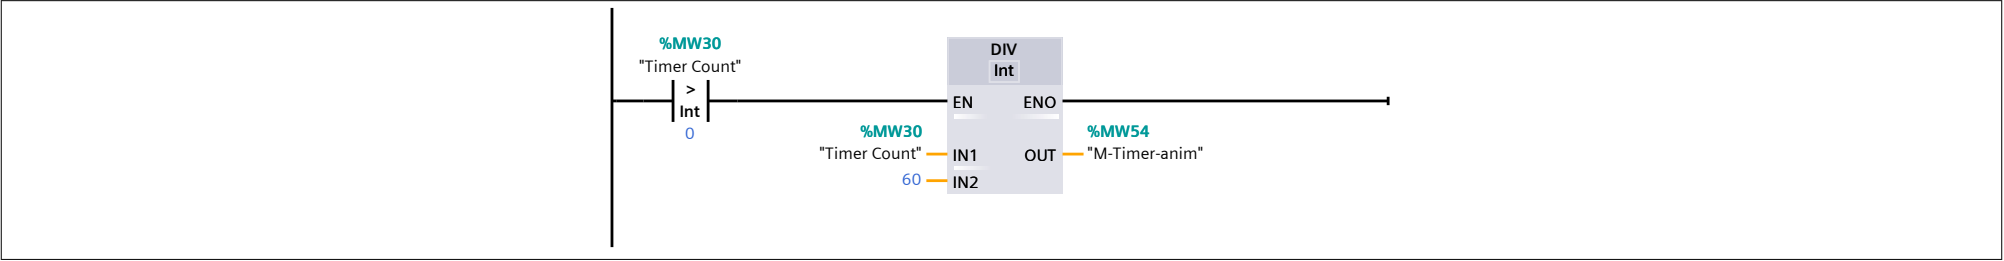 %MW30
"Timer Count"
>
Int
0
DIV
Int
EN
ENO
%MW30
"Timer Count"
IN1
60
IN2
OUT
%MW54
"M-Timer-anim"